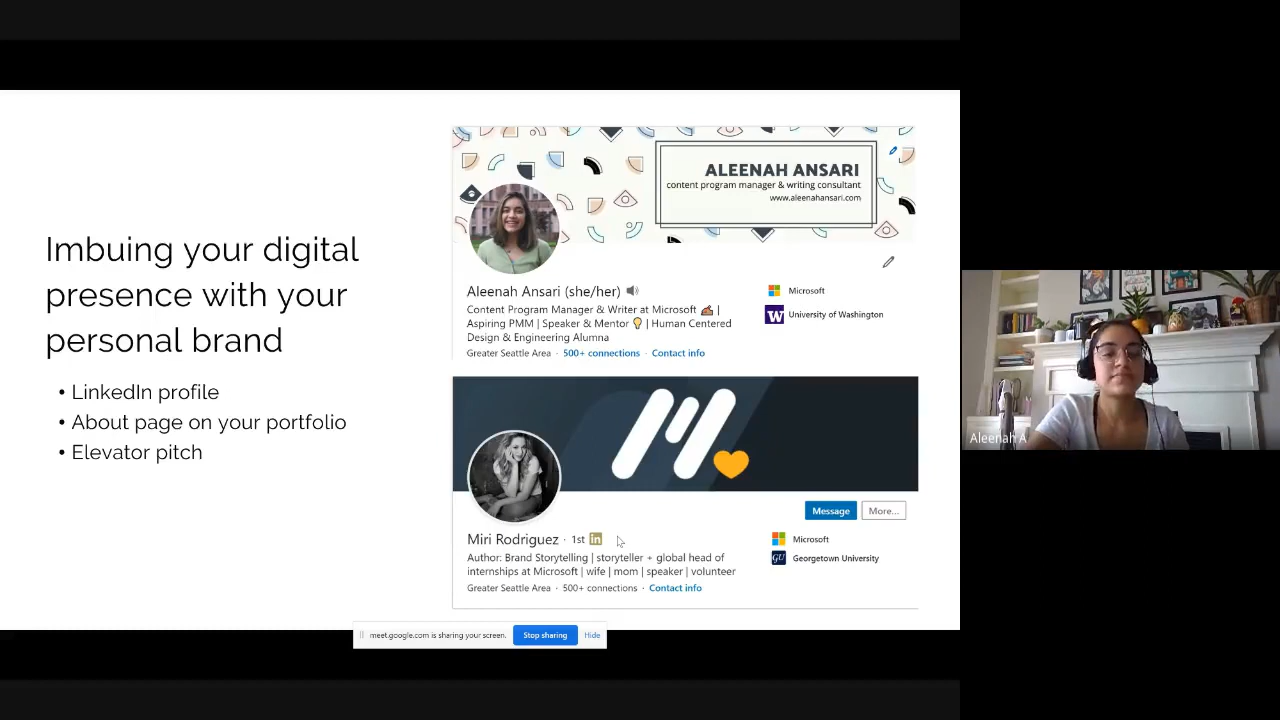 Imbuing your digital
presence with your
personal brand
• LinkedIn profile
• About page on your portfolio
• Elevator pitch
ALEENAH ANSARI
content program manager & writing consultant
www.aleenahansari.com
Aleenah Ansari (she/her)
Content Program Manager & Writer at Microsoft ✍🏽 |
Aspiring PMM | Speaker & Mentor 💡 | Human Centered
Design & Engineering Alumna
Greater Seattle Area · 500+ connections · Contact info
Microsoft
W University of Washington
Miri Rodriguez · 1st in
Author: Brand Storytelling | storyteller + global head of
internships at Microsoft | wife | mom | speaker | volunteer
Greater Seattle Area · 500+ connections · Contact info
Message More...
Microsoft
GU Georgetown University
meet.google.com is sharing your screen. Stop sharing Hide
Aleenah A